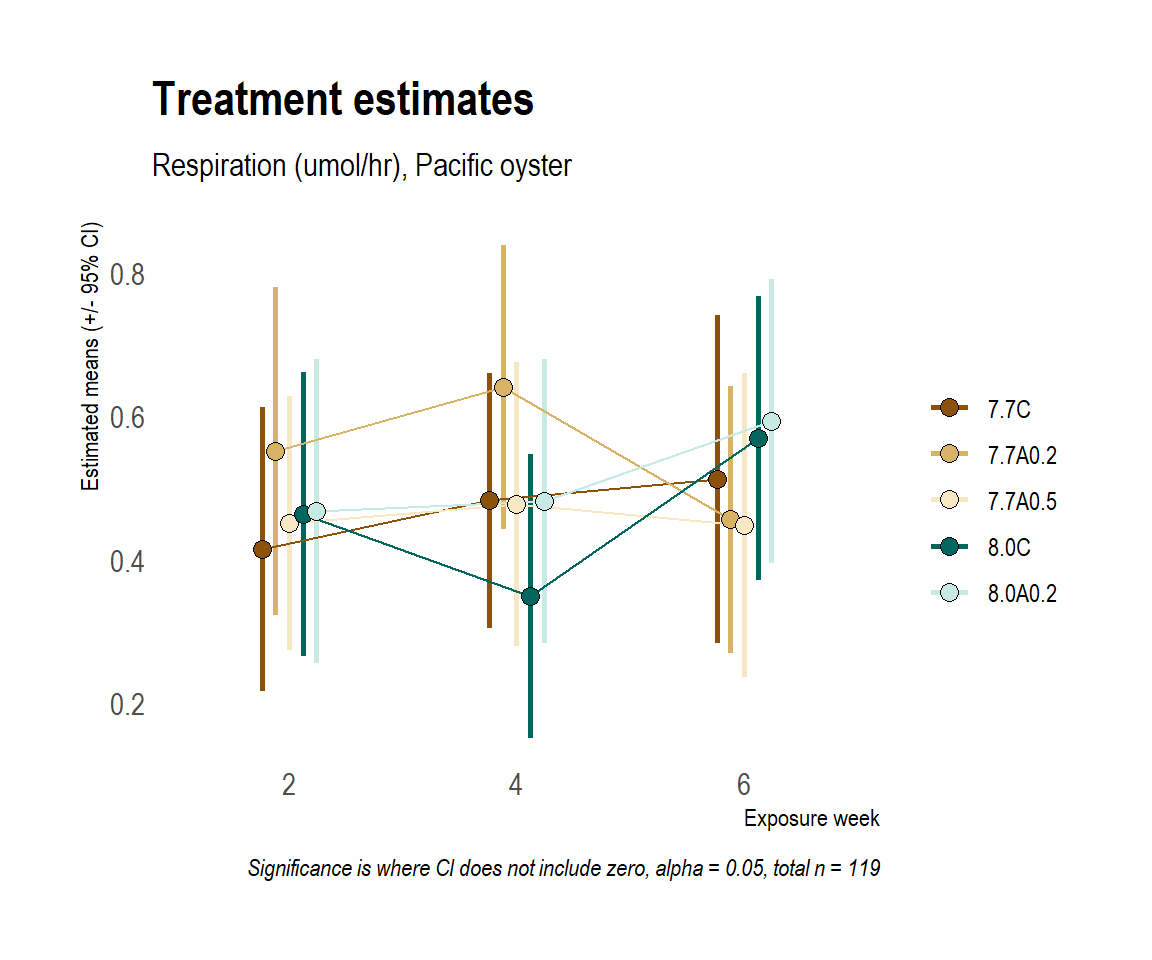 Treatment estimates
Respiration (umol/hr), Pacific oyster
Estimated means (+/- 95% CI)
0.8
0.6
0.4
0.2
2
4
6
Exposure week
7.7C
7.7A0.2
7.7A0.5
8.0C
8.0A0.2
Significance is where CI does not include zero, alpha = 0.05, total n = 119